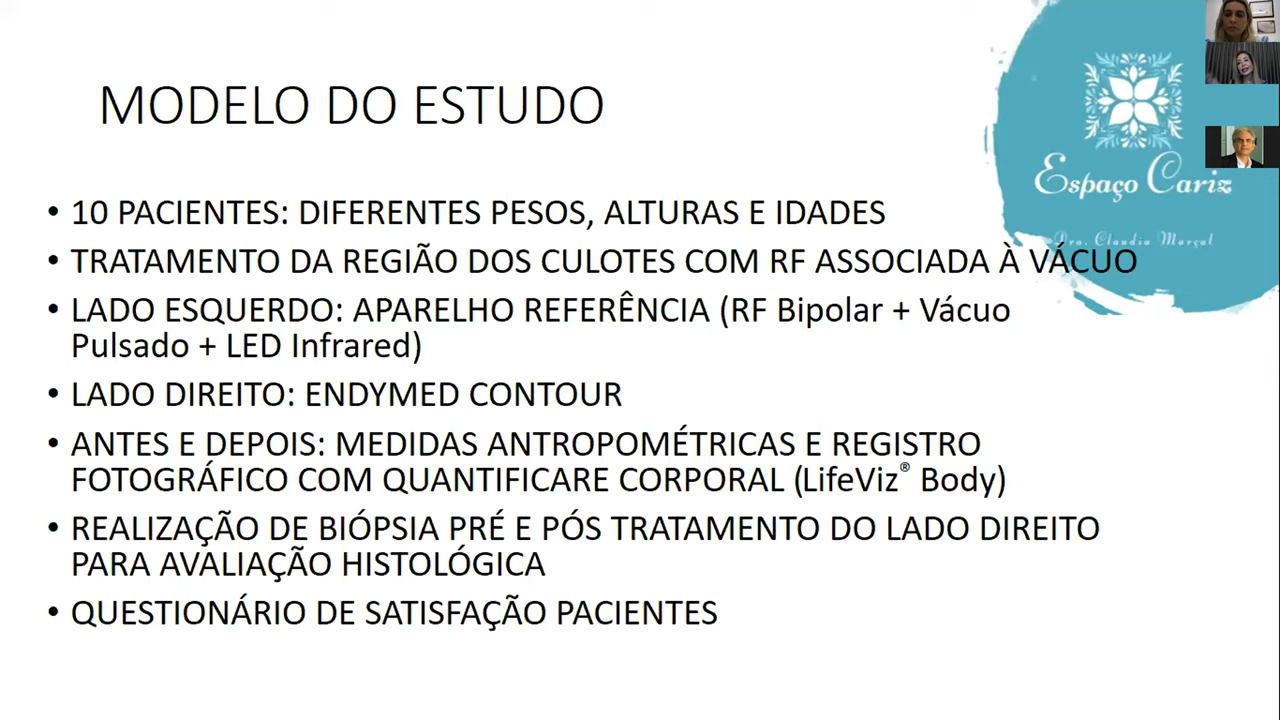 MODELO DO ESTUDO
Espaço Cariz
Dra. Claudia Marçal
• 10 PACIENTES: DIFERENTES PESOS, ALTURAS E IDADES
• TRATAMENTO DA REGIÃO DOS CULOTES COM RF ASSOCIADA À VÁCUO
• LADO ESQUERDO: APARELHO REFERÊNCIA (RF Bipolar + Vácuo
Pulsado + LED Infrared)
• LADO DIREITO: ENDYMED CONTOUR
• ANTES E DEPOIS: MEDIDAS ANTROPOMÉTRICAS E REGISTRO
FOTOGRÁFICO COM QUANTIFICARE CORPORAL (LifeViz® Body)
• REALIZAÇÃO DE BIÓPSIA PRÉ E PÓS TRATAMENTO DO LADO DIREITO
PARA AVALIAÇÃO HISTOLÓGICA
• QUESTIONÁRIO DE SATISFAÇÃO PACIENTES